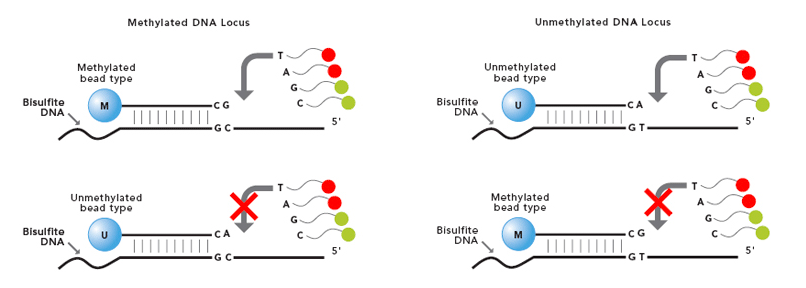 Methylated DNA Locus
Methylated
bead type
M
Bisulfite
DNA
C G
G C
T
A
G
C
5'
Unmethylated
bead type
U
Bisulfite
DNA
C A
G C
T
A
G
C
5'
Unmethylated DNA Locus
Unmethylated
bead type
U
Bisulfite
DNA
C A
G T
T
A
G
C
5'
Methylated
bead type
M
Bisulfite
DNA
C G
G T
T
A
G
C
5'